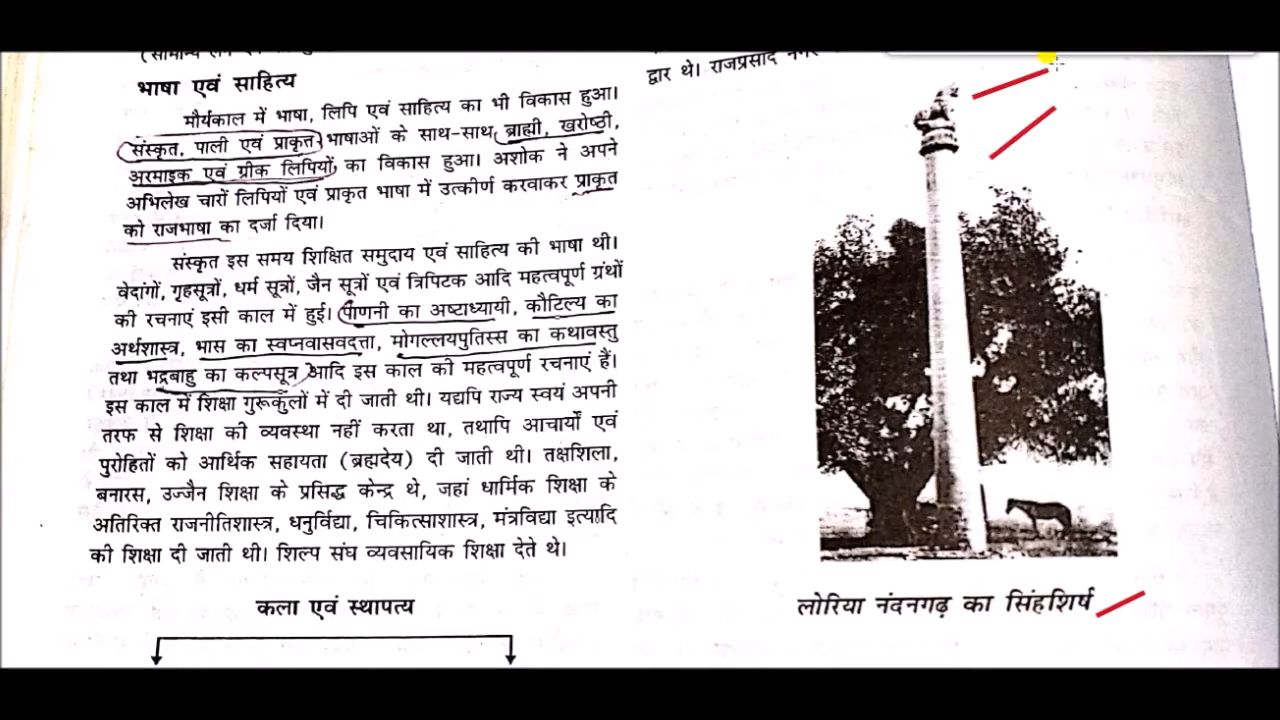 भाषा एवं साहित्य
मौर्यकाल में भाषा, लिपि एवं साहित्य का भी विकास हुआ।
संस्कृत, पाली एवं प्राकृत भाषाओं के साथ-साथ ब्राह्मी, खरोष्ठी,
अरमाइक एवं ग्रीक लिपियों का विकास हुआ। अशोक ने अपने
अभिलेख चारों लिपियों एवं प्राकृत भाषा में उत्कीर्ण करवाकर प्राकृत
को राजभाषा का दर्जा दिया।
संस्कृत इस समय शिक्षित समुदाय एवं साहित्य की भाषा थी।
वेदांगों, गृहसूत्रों, धर्म सूत्रों, जैन सूत्रों एवं त्रिपिटक आदि महत्वपूर्ण ग्रंथों
की रचनाएं इसी काल में हुई। पाणनी का अष्टाध्यायी, कौटिल्य का
अर्थशास्त्र, भास का स्वप्नवासवदत्ता, मोगल्लयपुतिस्स का कथावस्तु
तथा भद्रबाहु का कल्पसूत्र आदि इस काल की महत्वपूर्ण रचनाएं हैं।
इस काल में शिक्षा गुरूकुलों में दी जाती थी। यद्यपि राज्य स्वयं अपनी
तरफ से शिक्षा की व्यवस्था नहीं करता था, तथापि आचार्यों एवं
पुरोहितों को आर्थिक सहायता (ब्रह्मदेय) दी जाती थी। तक्षशिला,
बनारस, उज्जैन शिक्षा के प्रसिद्ध केन्द्र थे, जहां धार्मिक शिक्षा के
अतिरिक्त राजनीतिशास्त्र, धनुर्विद्या, चिकित्साशास्त्र, मंत्रविद्या इत्यादि
की शिक्षा दी जाती थी। शिल्प संघ व्यवसायिक शिक्षा देते थे।
कला एवं स्थापत्य
द्वार थे। राजप्रसाद
लोरिया नंदनगढ़ का सिंहशिर्ष